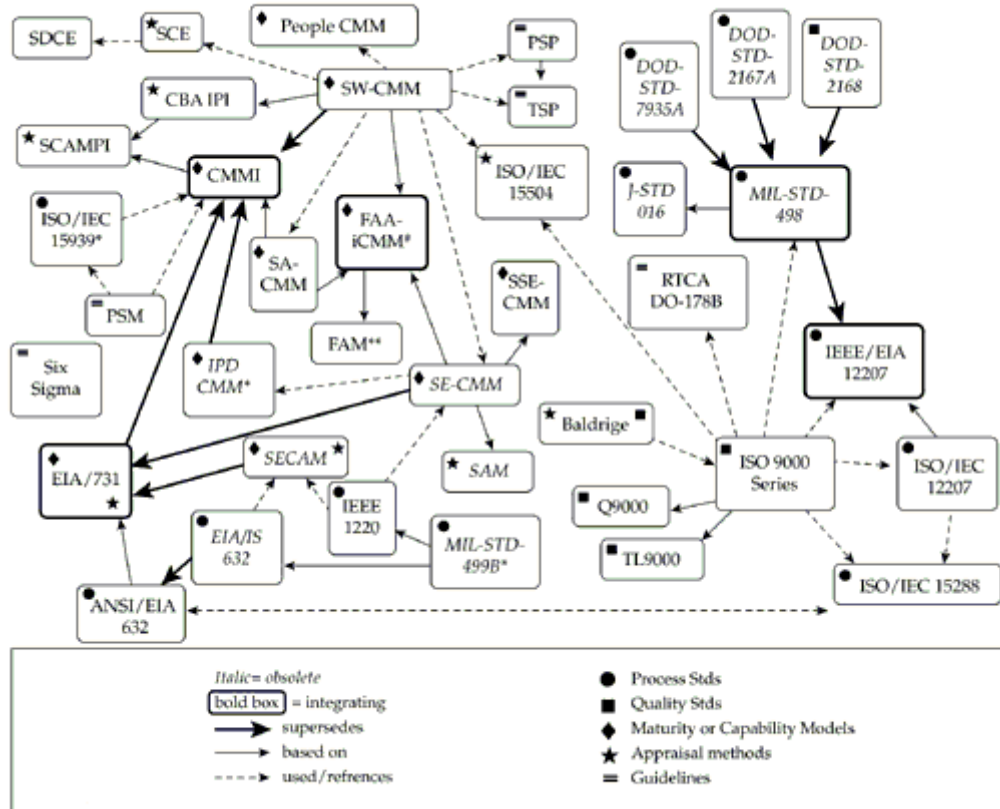 SDCE
SCE
People CMM
PSP
TSP
DOD-
STD-
7935A
DOD-
STD-
2167A
DOD-
STD-
2168
CBA IPI
SW-CMM
SCAMPI
CMMI
ISO/IEC
15504
J-STD
016
MIL-STD-
498
ISO/IEC
15939*
FAA-
iCMM*
SA-
CMM
SSE-
CMM
RTCA
DO-178B
PSM
FAM**
IEEE/EIA
12207
Six
Sigma
IPD
CMM*
SE-CMM
Baldrige
EIA/731
SECAM
SAM
ISO 9000
Series
ISO/IEC
12207
IEEE
1220
Q9000
EIA/IS
632
MIL-STD-
499B*
TL9000
ANSI/EIA
632
ISO/IEC 15288
Italic= obsolete
bold box = integrating
supersedes
based on
used/refrences
Process Stds
Quality Stds
Maturity or Capability Models
Appraisal methods
Guidelines